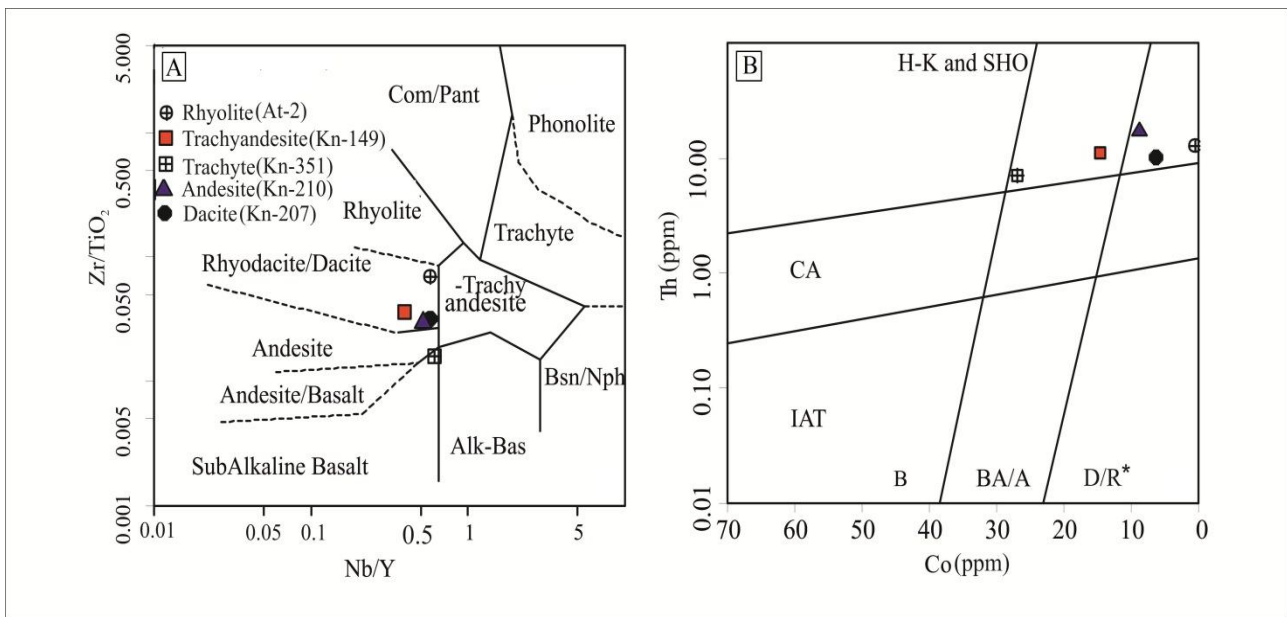 A
5.000
0.500
0.050
0.005
0.001
Zr/TiO2
Rhyolite(At-2)
Trachyandesite(Kn-149)
Trachyte(Kn-351)
Andesite(Kn-210)
Dacite(Kn-207)
Com/Pant
Phonolite
Rhyolite
Trachyte
Rhyodacite/Dacite
-Trachy
andesite
Andesite
Andesite/Basalt
Bsn/Nph
SubAlkaline Basalt
Alk-Bas
0.01
0.05
0.1
0.5
1
5
Nb/Y
B
H-K and SHO
10.00
1.00
0.10
0.01
Th (ppm)
CA
IAT
B
BA/A
D/R*
70
60
50
40
30
20
10
0
Co(ppm)